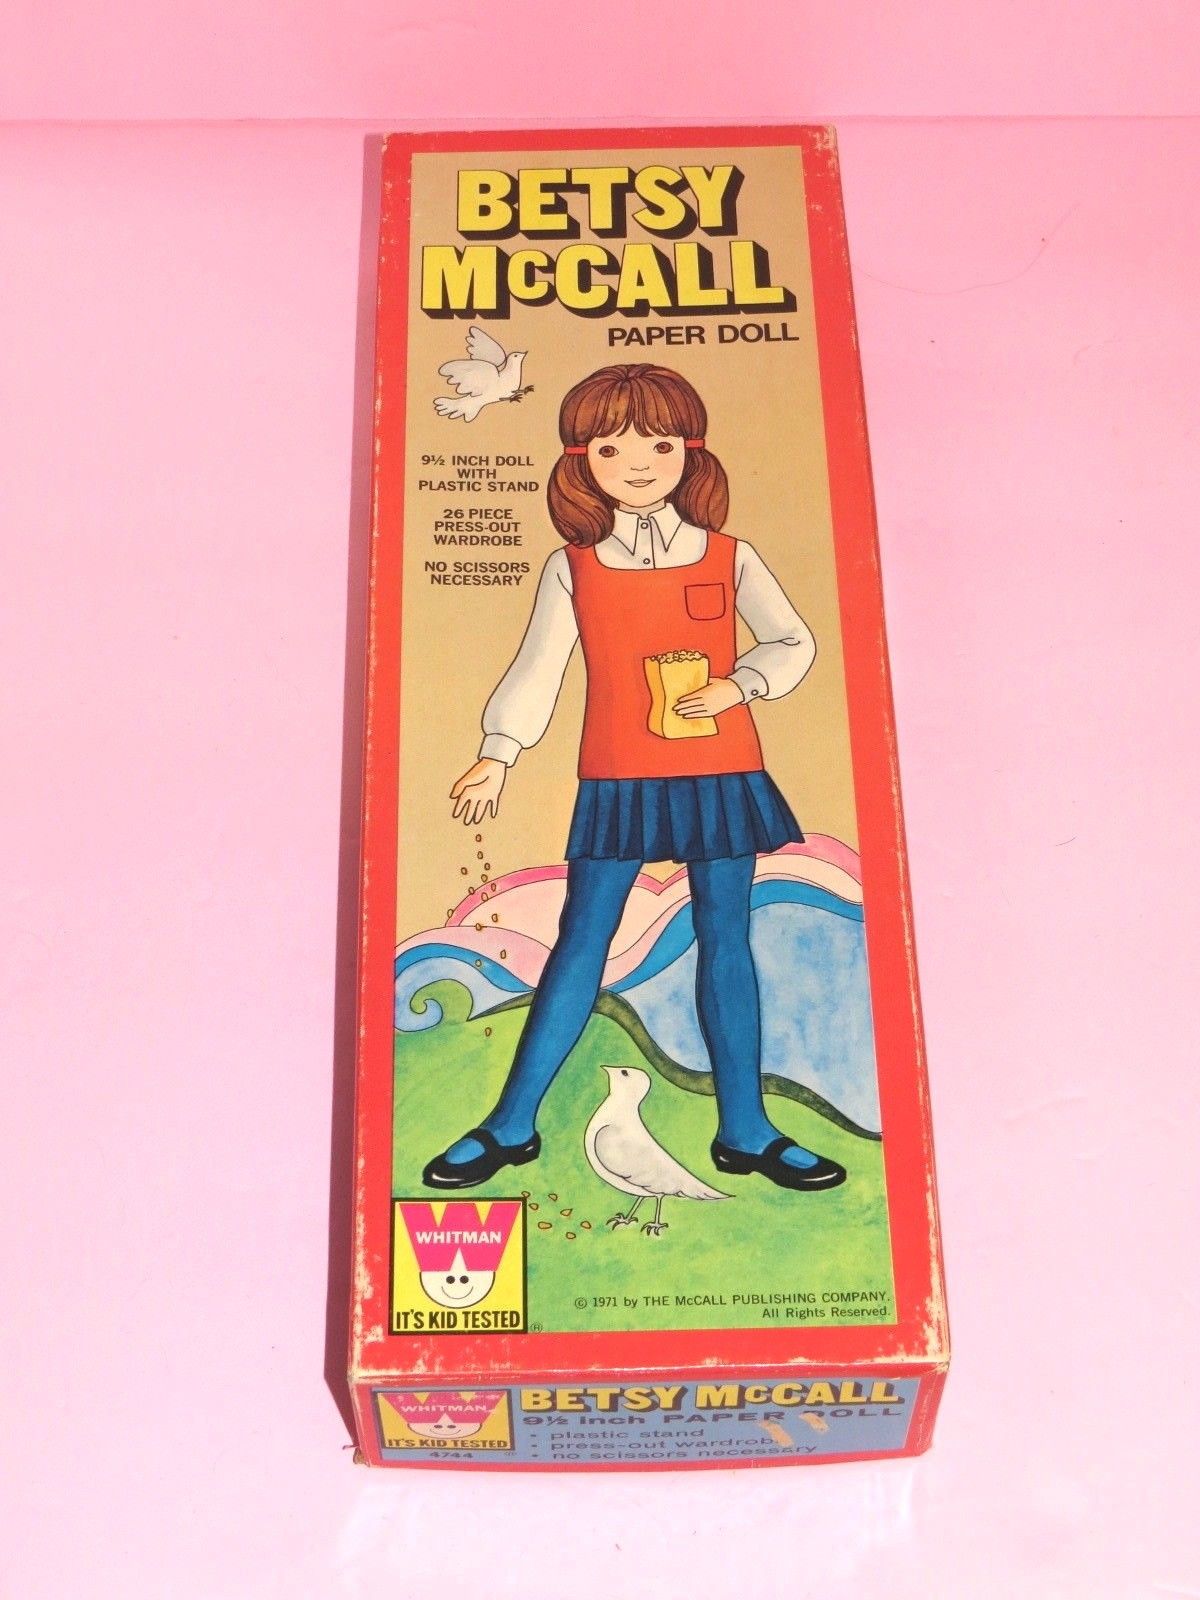 BETSY
McCALL
PAPER DOLL
9½ INCH DOLL
WITH
PLASTIC STAND
26 PIECE
PRESS-OUT
WARDROBE
NO SCISSORS
NECESSARY
WHITMAN
IT'S KID TESTED
®
© 1971 by THE McCALL PUBLISHING COMPANY.
All Rights Reserved.
WHITMAN
IT'S KID TESTED
4744
®
BETSY McCALL
9½ inch PAPER DOLL
• plastic stand
• press-out wardrobe
• no scissors necessary